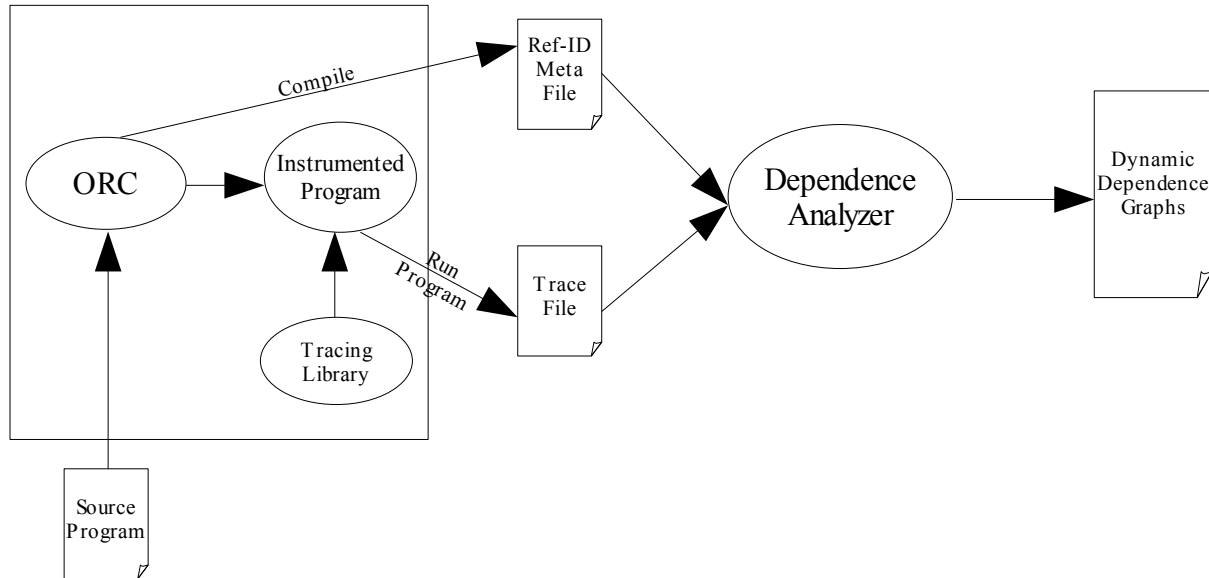 Ref-ID
Meta
File
Compile
ORC
Instrumented
Program
Dependence
Analyzer
Dynamic
Dependence
Graphs
Run
Program
Trace
File
Tracing
Library
Source
Program